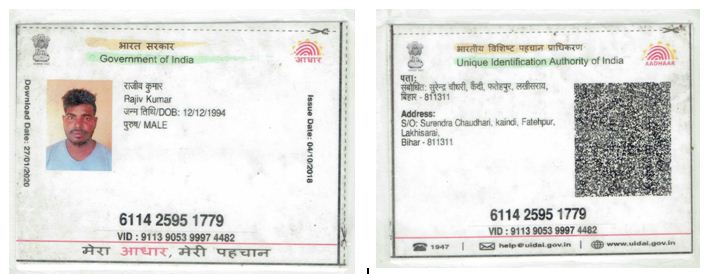 भारत सरकार
Government of India
आधार
Download Date: 27/01/2020
राजीव कुमार
Rajiv Kumar
जन्म तिथि/DOB: 12/12/1994
पुरुष/ MALE
Issue Date: 04/10/2018
6114 2595 1779
VID : 9113 9053 9997 4482
मेरा आधार, मेरी पहचान
भारतीय विशिष्ट पहचान प्राधिकरण
Unique Identification Authority of India
AADHAAR
पता:
संबोधित: सुरेन्द्र चौधरी, कैंदी, फतेहपुर, लखीसराय,
बिहार - 811311
Address:
S/O: Surendra Chaudhari, kaindi, Fatehpur,
Lakhisarai,
Bihar - 811311
6114 2595 1779
VID : 9113 9053 9997 4482
1947 | help@uidai.gov.in | www.uidai.gov.in